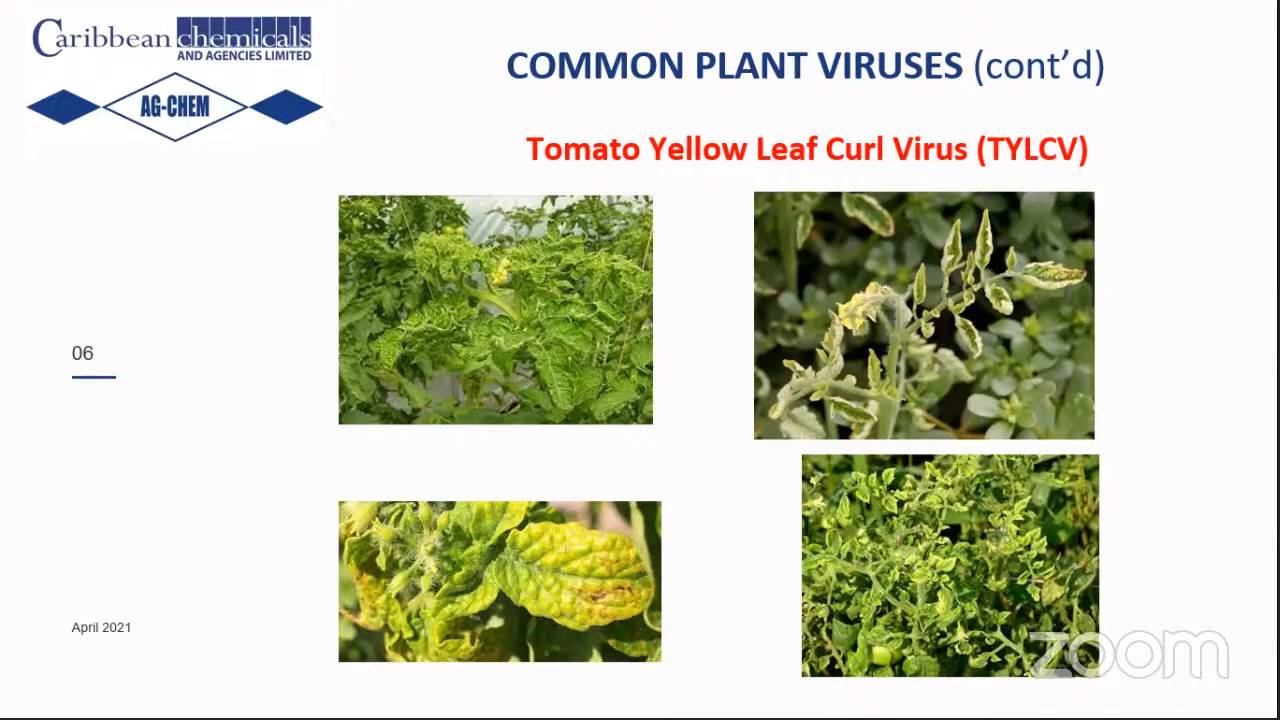 Caribbean chemicals
AND AGENCIES LIMITED
AG-CHEM
COMMON PLANT VIRUSES (cont’d)
Tomato Yellow Leaf Curl Virus (TYLCV)
06
April 2021
zoom